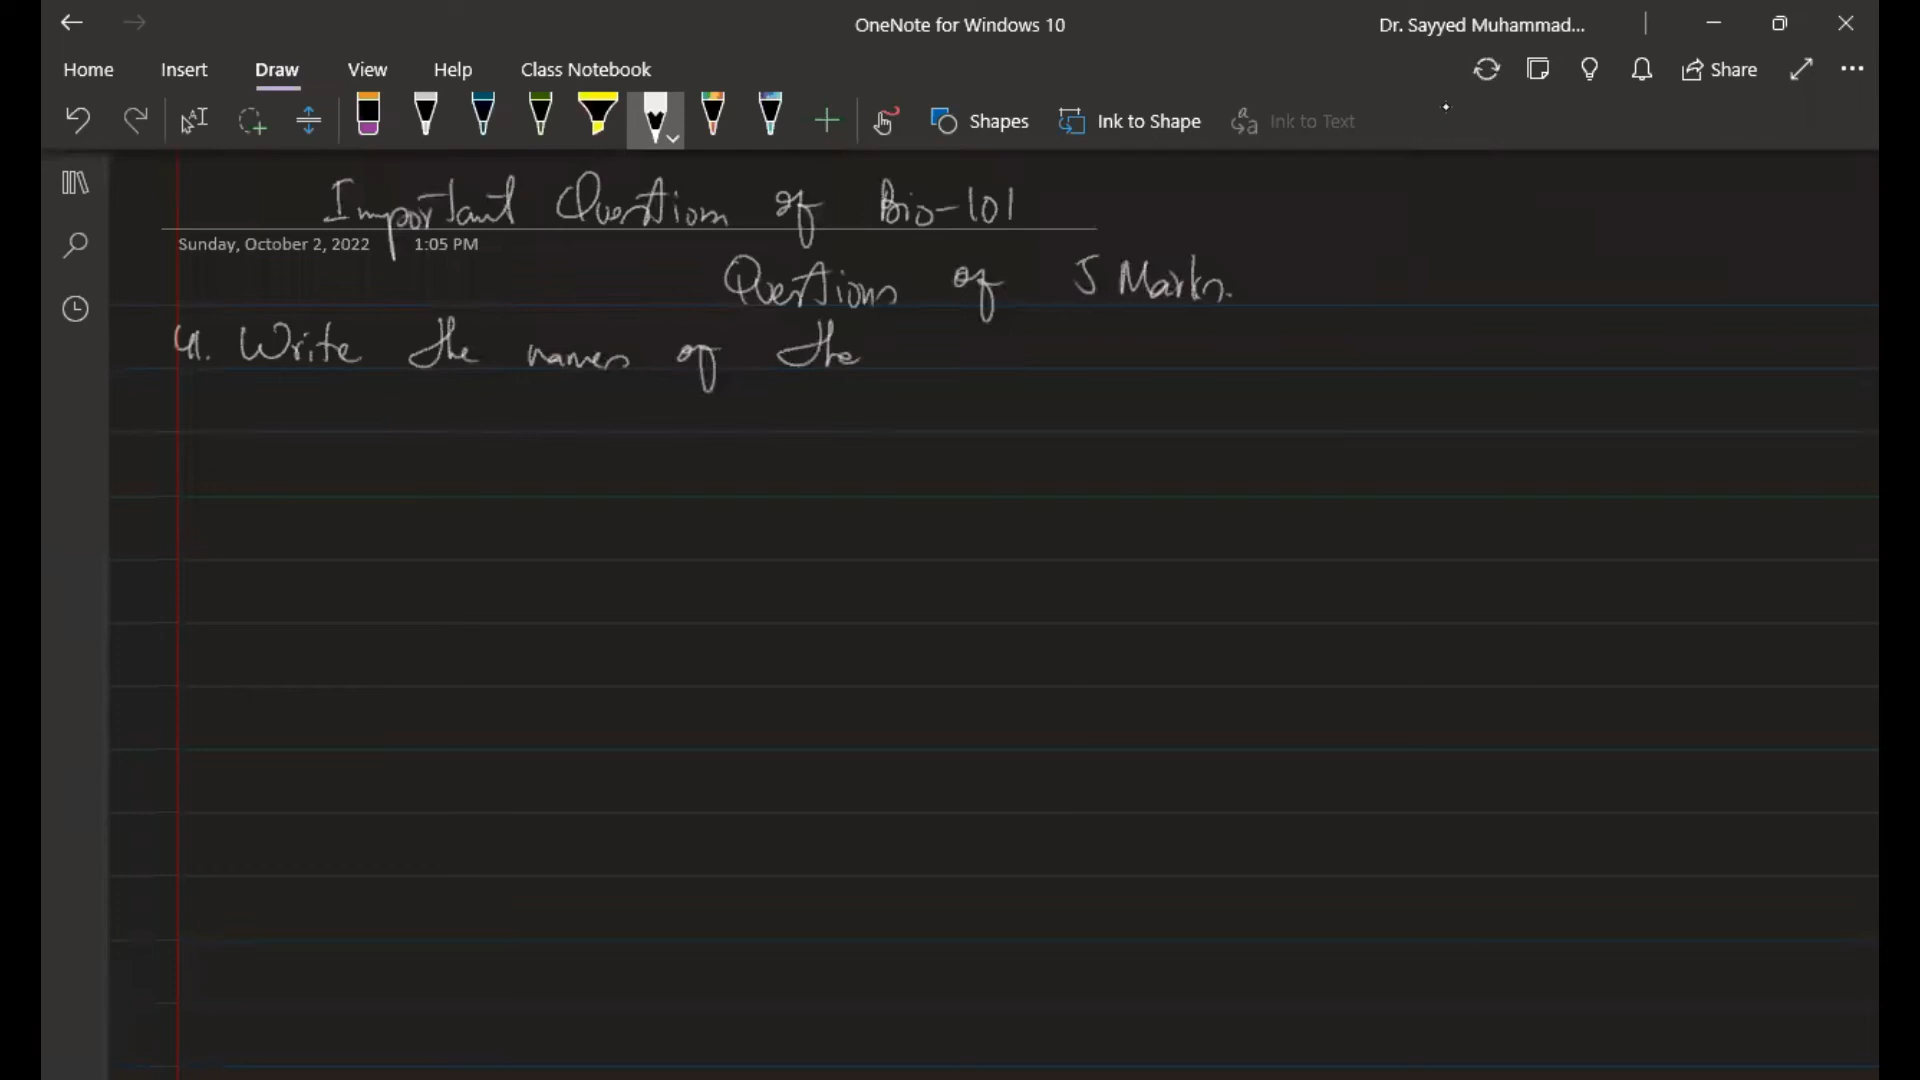 OneNote for Windows 10
Dr. Sayyed Muhammad...
Home Insert Draw View Help Class Notebook
Share
Shapes Ink to Shape Ink to Text
Important Question of Bio-101
Sunday, October 2, 2022 1:05 PM
Questions of 5 Marks.
Write the names of the